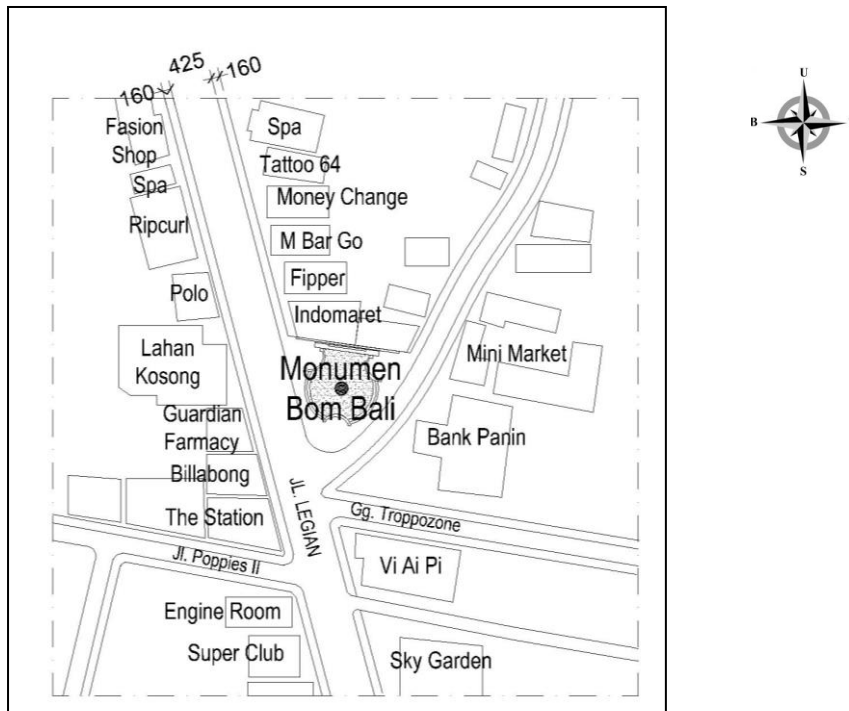 425
160
160
U
B
S
Fasion
Shop
Spa
Ripcurl
Polo
Lahan
Kosong
Guardian
Farmacy
Billabong
The Station
Jl. Poppies II
Engine Room
Super Club
Spa
Tattoo 64
Money Change
M Bar Go
Fipper
Indomaret
Monumen
Bom Bali
JL. LEGIAN
Mini Market
Bank Panin
Gg. Troppozone
Vi Ai Pi
Sky Garden